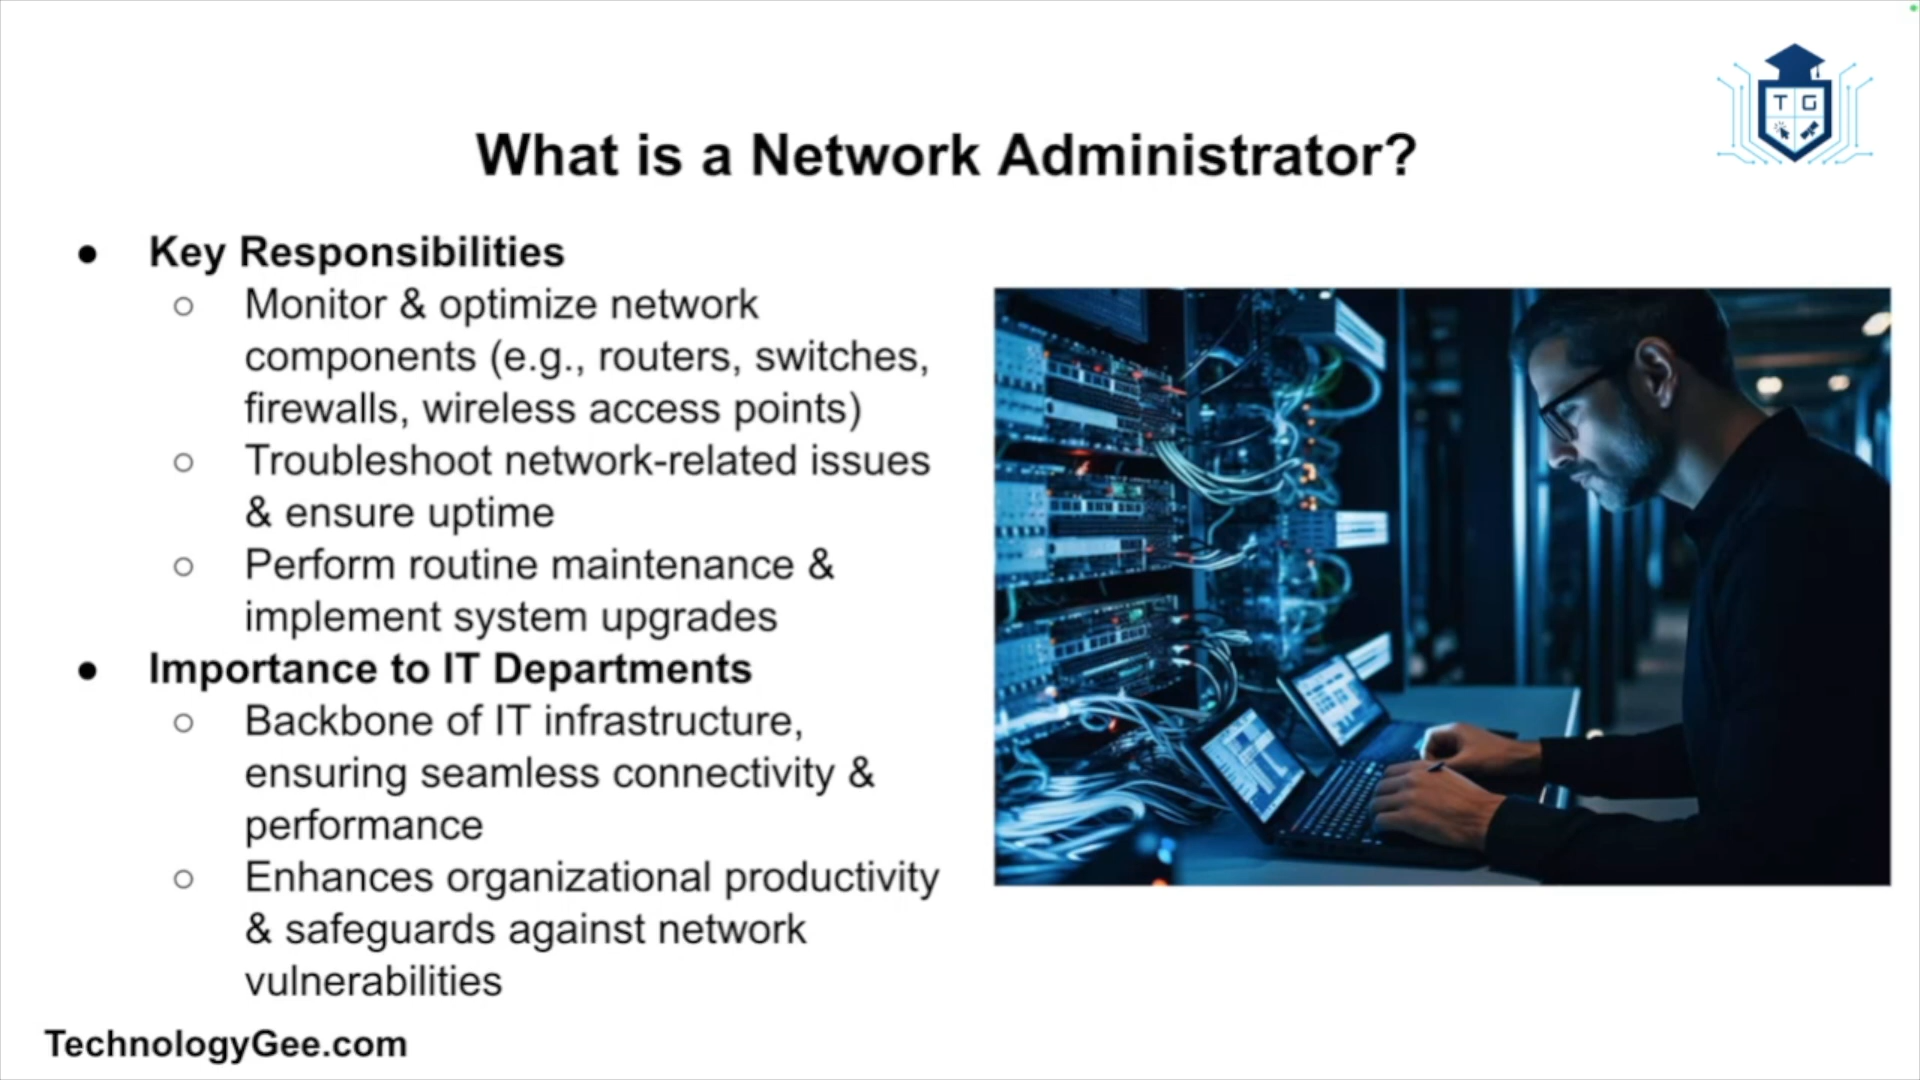 T G
What is a Network Administrator?
● Key Responsibilities
○ Monitor & optimize network
components (e.g., routers, switches,
firewalls, wireless access points)
○ Troubleshoot network-related issues
& ensure uptime
○ Perform routine maintenance &
implement system upgrades
● Importance to IT Departments
○ Backbone of IT infrastructure,
ensuring seamless connectivity &
performance
○ Enhances organizational productivity
& safeguards against network
vulnerabilities
TechnologyGee.com